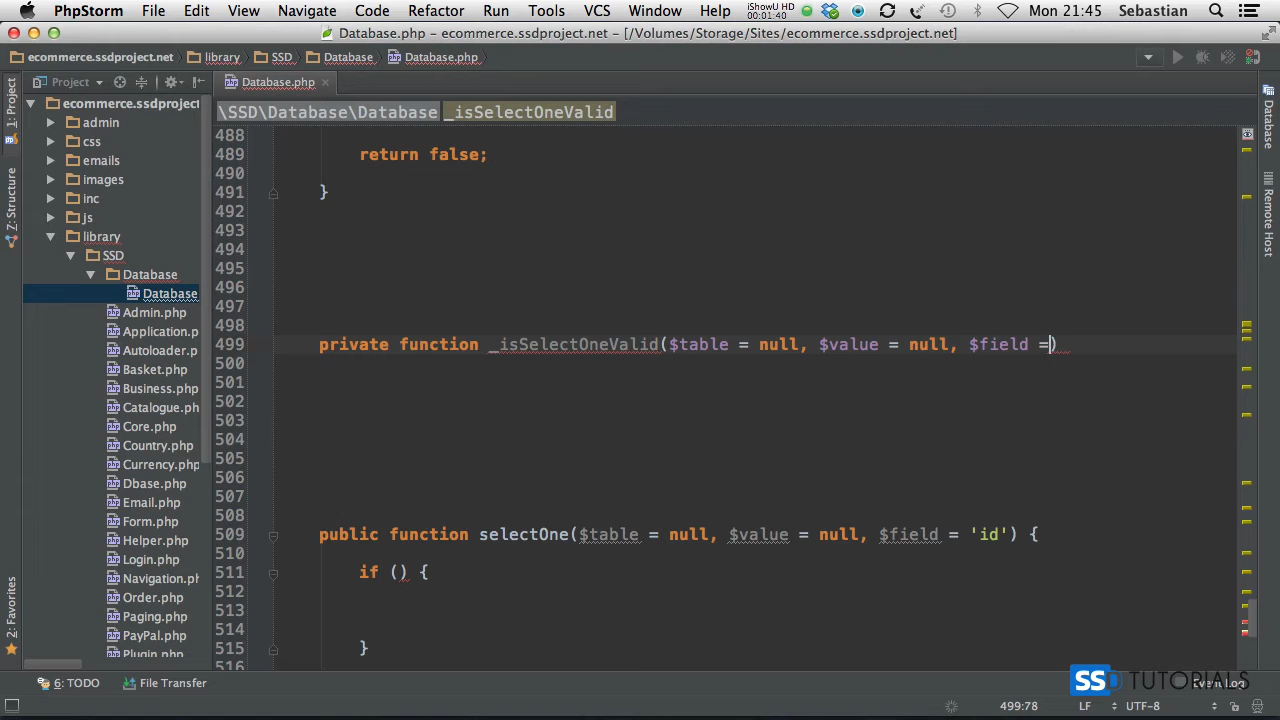 PhpStorm File Edit View Navigate Code Refactor Run Tools VCS Window Help iShowU HD 00:01:40 Mon 21:45 Sebastian
Database.php - ecommerce.ssdproject.net - [/Volumes/Storage/Sites/ecommerce.ssdproject.net]
ecommerce.ssdproject.net library SSD Database Database.php
Project Database.php
\SSD\Database\Database _isSelectOneValid
1: Project
Z: Structure
2: Favorites
ecommerce.ssdproject
admin
css
emails
images
inc
js
library
SSD
Database
Database
Admin.php
Application.p
Autoloader.p
Basket.php
Catalogue.ph
Core.php
Country.php
Currency.php
Dbase.php
Email.php
Form.php
Helper.php
Login.php
Navigation.ph
Order.php
Paging.php
PayPal.php
Plugin.php
488
489 return false;
490
491 }
492
493
494
495
496
497
498
499 private function _isSelectOneValid($table = null, $value = null, $field =)
500
501
502
503
504
505
506
507
508
509 public function selectOne($table = null, $value = null, $field = 'id') {
510
511 if () {
512
513
514
515 }
516
Database
Remote Host
6: TODO File Transfer Event Log
SSD TUTORIALS
499:78 LF UTF-8